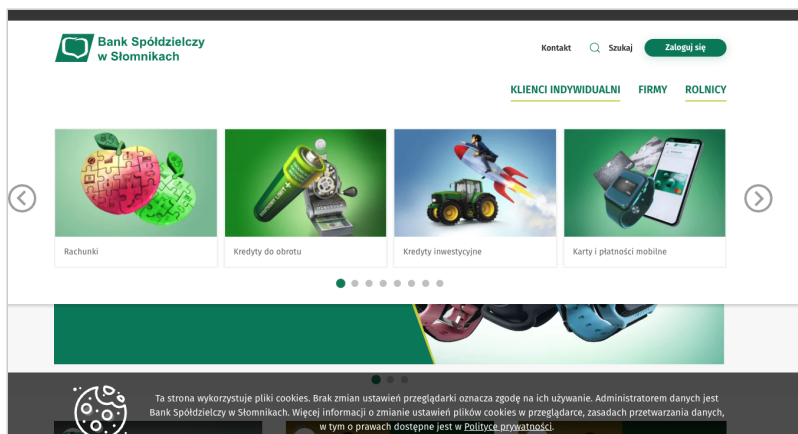 Bank Spółdzielczy
w Słomnikach
Kontakt Szukaj Zaloguj się
KLIENCI INDYWIDUALNI FIRMY ROLNICY
Rachunki Kredyty do obrotu Kredyty inwestycyjne Karty i płatności mobilne
Ta strona wykorzystuje pliki cookies. Brak zmian ustawień przeglądarki oznacza zgodę na ich używanie. Administratorem danych jest
Bank Spółdzielczy w Słomnikach. Więcej informacji o zmianie ustawień plików cookies w przeglądarce, zasadach przetwarzania danych,
w tym o prawach dostępne jest w Polityce prywatności.